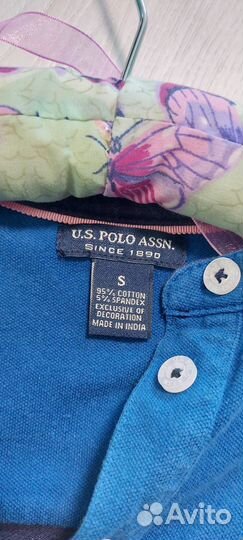 U.S. POLO ASSN.
SINCE 1890
S
95% COTTON
5% SPANDEX
EXCLUSIVE OF
DECORATION
MADE IN INDIA
Avito